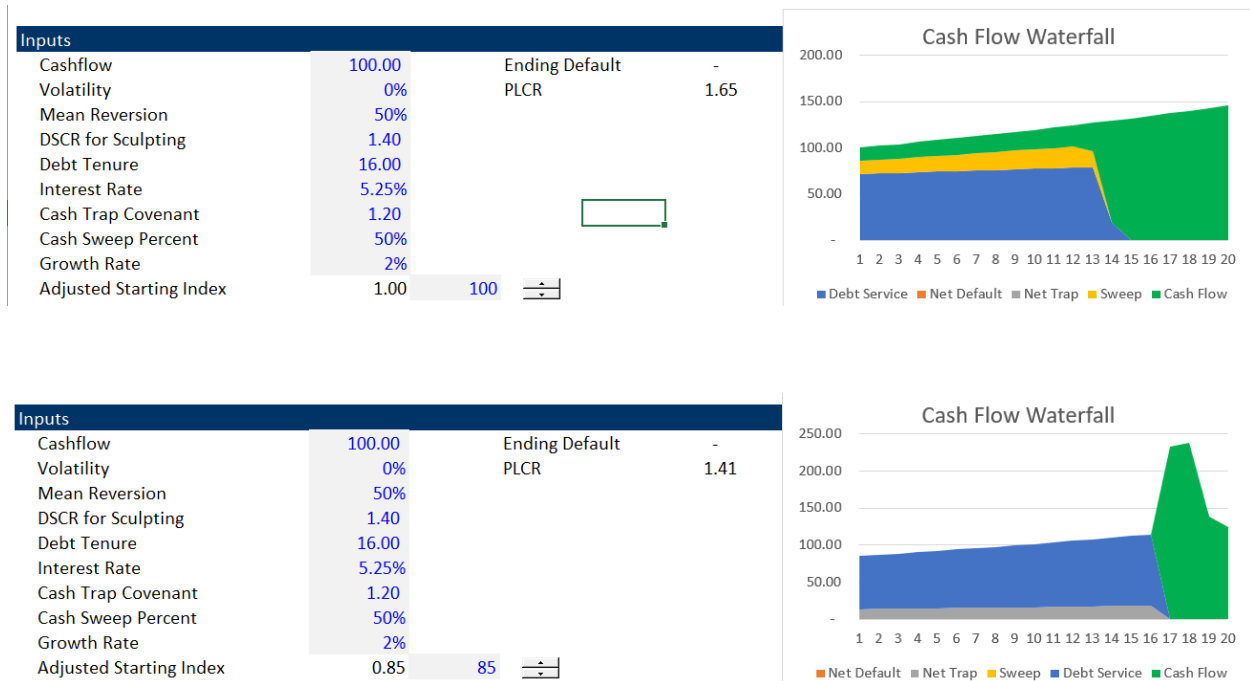 Inputs
Cashflow 100.00 Ending Default -
Volatility 0% PLCR 1.65
Mean Reversion 50%
DSCR for Sculpting 1.40
Debt Tenure 16.00
Interest Rate 5.25%
Cash Trap Covenant 1.20
Cash Sweep Percent 50%
Growth Rate 2%
Adjusted Starting Index 1.00 100
Cash Flow Waterfall
200.00
150.00
100.00
50.00
-
1 2 3 4 5 6 7 8 9 10 11 12 13 14 15 16 17 18 19 20
Debt Service Net Default Net Trap Sweep Cash Flow
Inputs
Cashflow 100.00 Ending Default -
Volatility 0% PLCR 1.41
Mean Reversion 50%
DSCR for Sculpting 1.40
Debt Tenure 16.00
Interest Rate 5.25%
Cash Trap Covenant 1.20
Cash Sweep Percent 50%
Growth Rate 2%
Adjusted Starting Index 0.85 85
Cash Flow Waterfall
250.00
200.00
150.00
100.00
50.00
-
1 2 3 4 5 6 7 8 9 10 11 12 13 14 15 16 17 18 19 20
Net Default Net Trap Sweep Debt Service Cash Flow